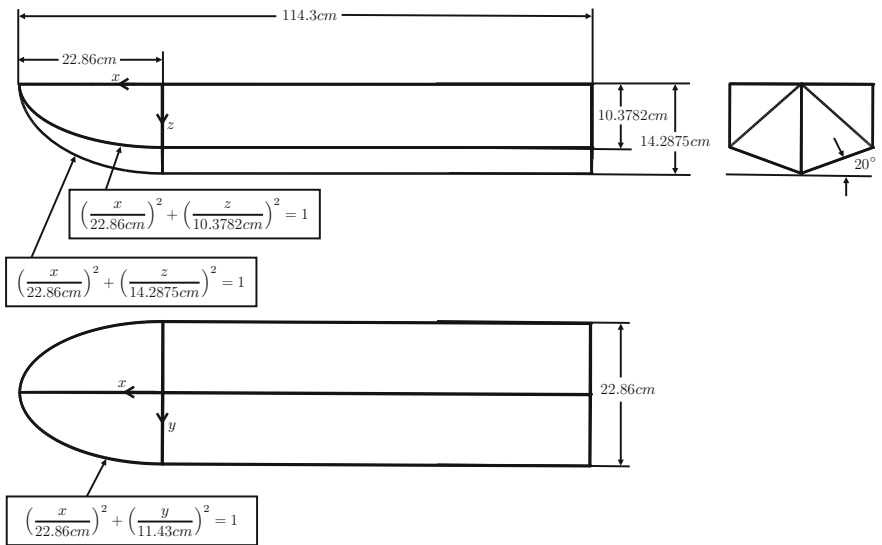 114.3cm
22.86cm
x
z
10.3782cm
14.2875cm
20°
(x/22.86cm)² + (z/10.3782cm)² = 1
(x/22.86cm)² + (z/14.2875cm)² = 1
x
y
22.86cm
(x/22.86cm)² + (y/11.43cm)² = 1